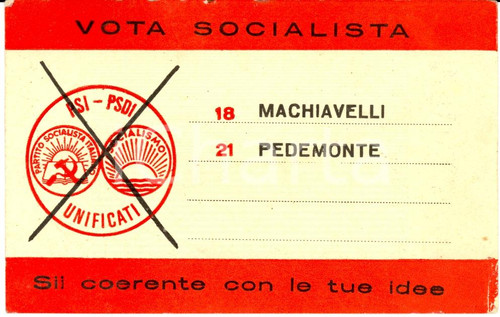 VOTA SOCIALISTA
PSI - PSDI
PARTITO SOCIALISTA ITALIANO
SOCIALISMO
UNIFICATI
18 MACHIAVELLI
21 PEDEMONTE
Sii coerente con le tue idee